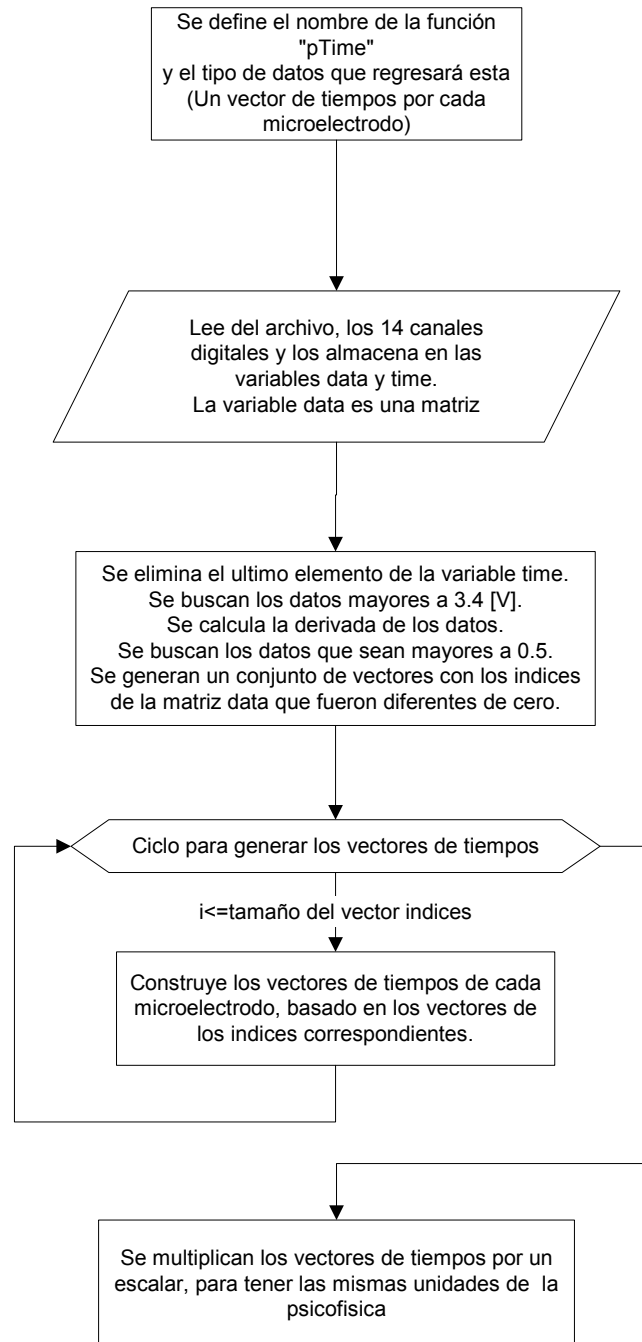 Se define el nombre de la función
"pTime"
y el tipo de datos que regresará esta
(Un vector de tiempos por cada
microelectrodo)
Lee del archivo, los 14 canales
digitales y los almacena en las
variables data y time.
La variable data es una matriz
Se elimina el ultimo elemento de la variable time.
Se buscan los datos mayores a 3.4 [V].
Se calcula la derivada de los datos.
Se buscan los datos que sean mayores a 0.5.
Se generan un conjunto de vectores con los indices
de la matriz data que fueron diferentes de cero.
Ciclo para generar los vectores de tiempos
i<=tamaño del vector indices
Construye los vectores de tiempos de cada
microelectrodo, basado en los vectores de
los indices correspondientes.
Se multiplican los vectores de tiempos por un
escalar, para tener las mismas unidades de la
psicofisica